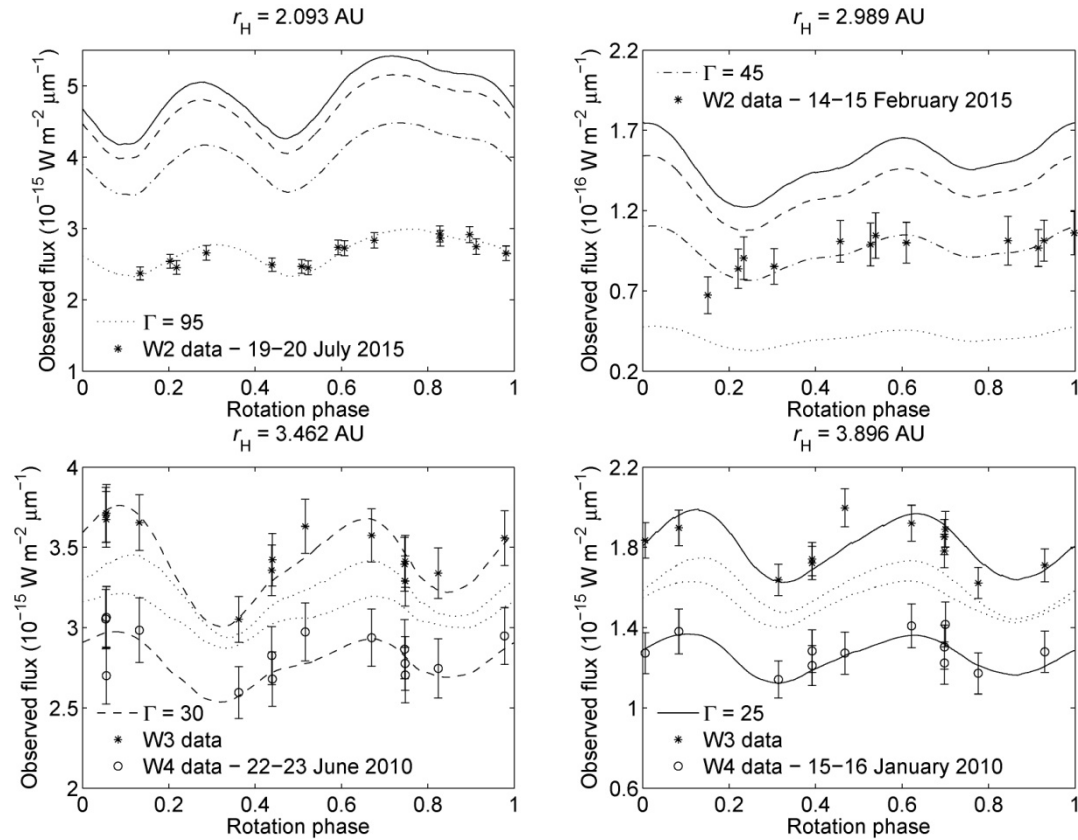 r_H = 2.093 AU
Observed flux (10⁻¹⁵ W m⁻² μm⁻¹)
5
4
3
2
1
Γ = 95
W2 data − 19−20 July 2015
0 0.2 0.4 0.6 0.8 1
Rotation phase
r_H = 2.989 AU
Observed flux (10⁻¹⁶ W m⁻² μm⁻¹)
2.2
1.7
1.2
0.7
0.2
Γ = 45
W2 data − 14−15 February 2015
0 0.2 0.4 0.6 0.8 1
Rotation phase
r_H = 3.462 AU
Observed flux (10⁻¹⁵ W m⁻² μm⁻¹)
4
3.5
3
2.5
2
Γ = 30
W3 data
W4 data − 22−23 June 2010
0 0.2 0.4 0.6 0.8 1
Rotation phase
r_H = 3.896 AU
Observed flux (10⁻¹⁵ W m⁻² μm⁻¹)
2.2
1.8
1.4
1
0.6
Γ = 25
W3 data
W4 data − 15−16 January 2010
0 0.2 0.4 0.6 0.8 1
Rotation phase